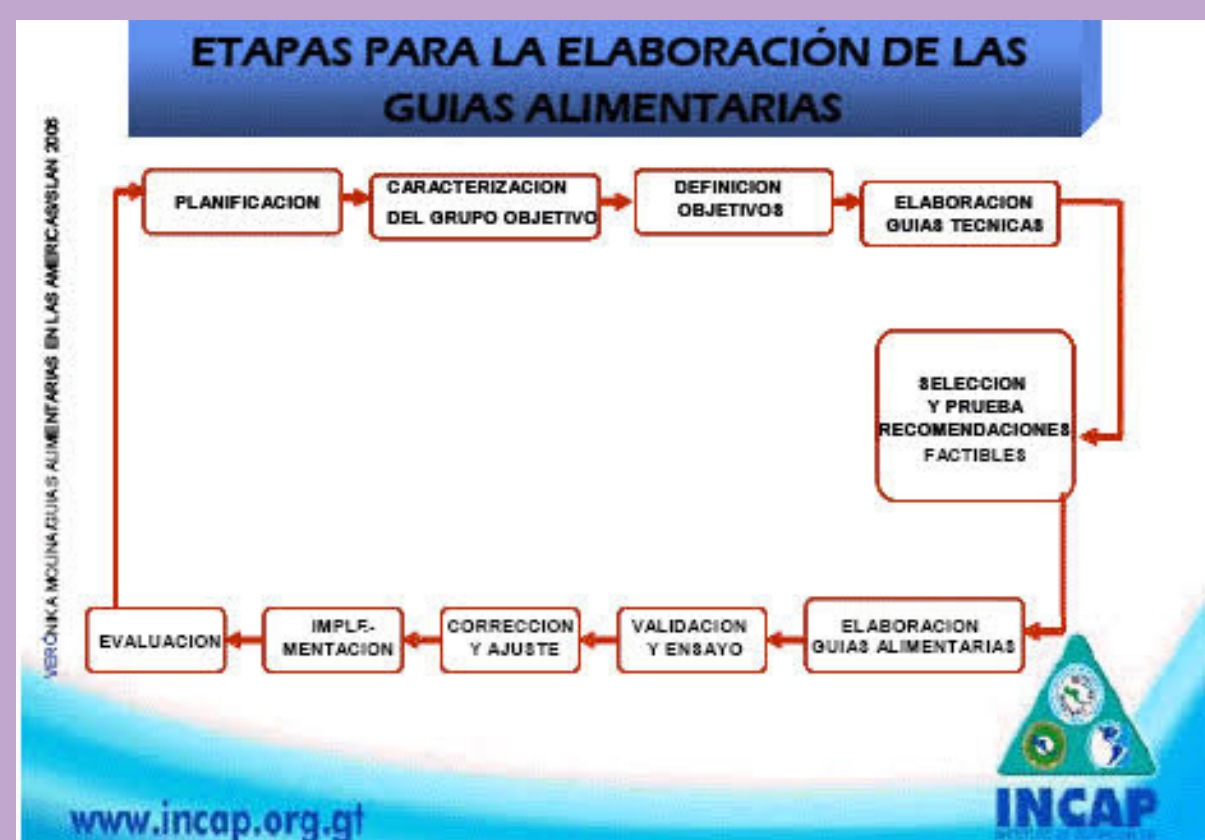 ETAPAS PARA LA ELABORACIÓN DE LAS
GUIAS ALIMENTARIAS
VERÓNIKA MOLINA/GUIAS ALIMENTARIAS EN LAS AMERICAS/SLAN 2006
PLANIFICACION
CARACTERIZACION
DEL GRUPO OBJETIVO
DEFINICION
OBJETIVOS
ELABORACION
GUIAS TECNICAS
SELECCION
Y PRUEBA
RECOMENDACIONES
FACTIBLES
ELABORACION
GUIAS ALIMENTARIAS
VALIDACION
Y ENSAYO
CORRECCION
Y AJUSTE
IMPLE-
MENTACION
EVALUACION
INCAP
www.incap.org.gt